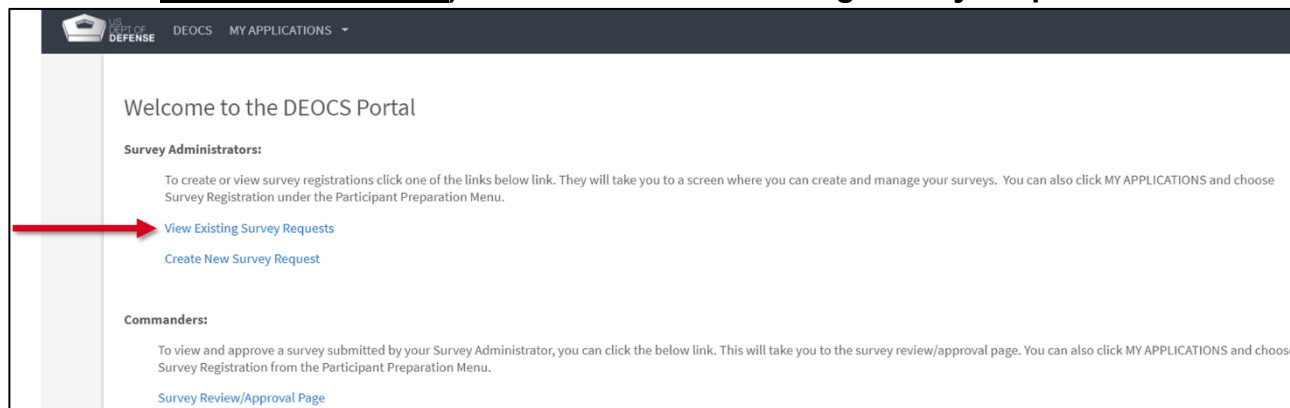 US
DEPT OF
DEFENSE DEOCS MY APPLICATIONS
Welcome to the DEOCS Portal
Survey Administrators:
To create or view survey registrations click one of the links below link. They will take you to a screen where you can create and manage your surveys. You can also click MY APPLICATIONS and choose
Survey Registration under the Participant Preparation Menu.
View Existing Survey Requests
Create New Survey Request
Commanders:
To view and approve a survey submitted by your Survey Administrator, you can click the below link. This will take you to the survey review/approval page. You can also click MY APPLICATIONS and choose
Survey Registration from the Participant Preparation Menu.
Survey Review/Approval Page